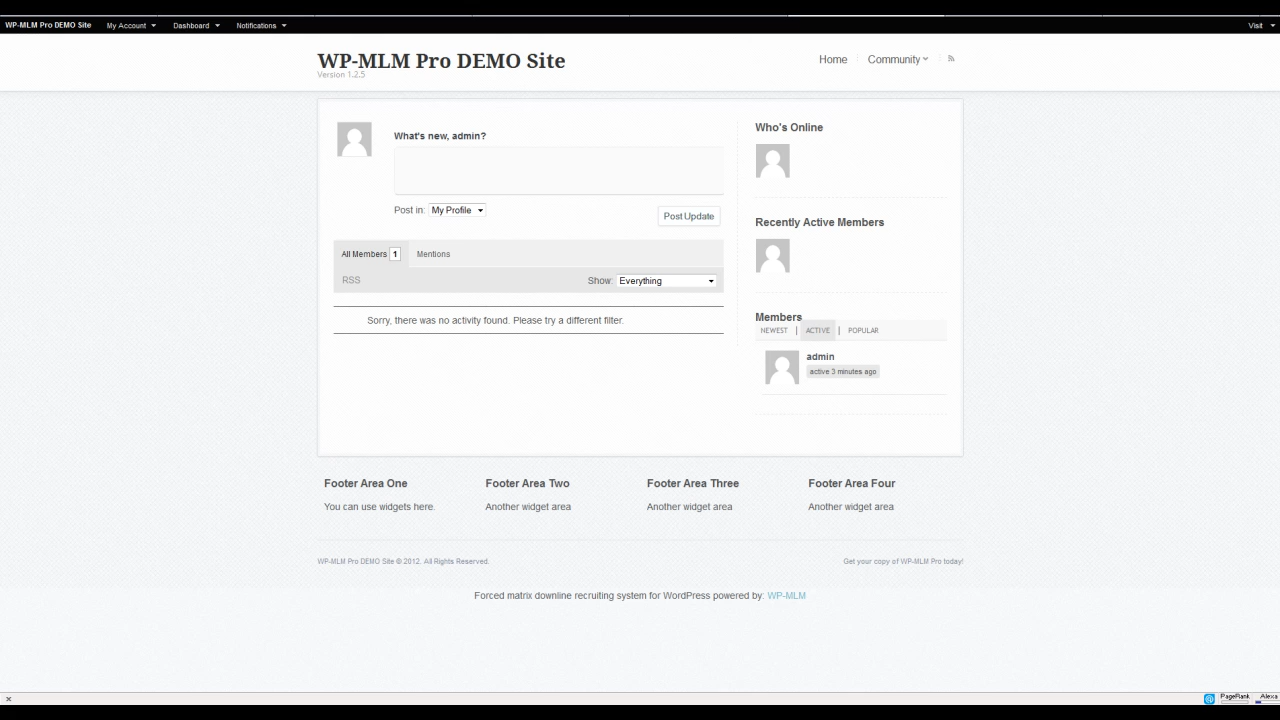 WP-MLM Pro DEMO Site My Account Dashboard Notifications Visit
WP-MLM Pro DEMO Site
Version 1.2.5
Home Community
What's new, admin?
Post in: My Profile
Post Update
All Members 1 Mentions
RSS Show: Everything
Sorry, there was no activity found. Please try a different filter.
Who's Online
Recently Active Members
Members
NEWEST | ACTIVE | POPULAR
admin
active 3 minutes ago
Footer Area One
You can use widgets here.
Footer Area Two
Another widget area
Footer Area Three
Another widget area
Footer Area Four
Another widget area
WP-MLM Pro DEMO Site © 2012. All Rights Reserved.
Get your copy of WP-MLM Pro today!
Forced matrix downline recruiting system for WordPress powered by: WP-MLM
PageRank Alexa